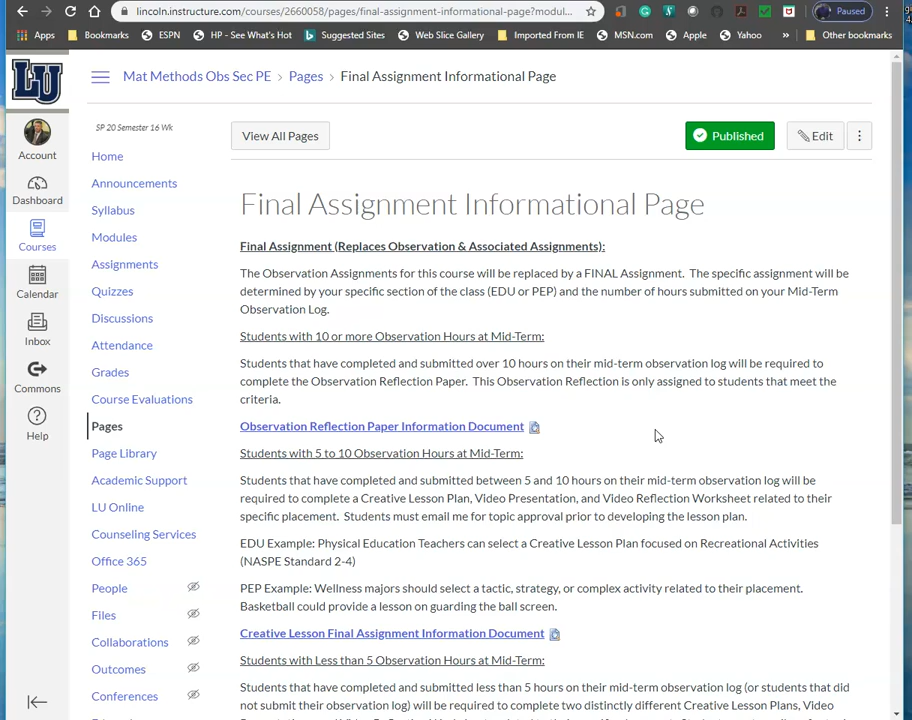 lincoln.instructure.com/courses/2660058/pages/final-assignment-informational-page?modul...
Paused
Apps
Bookmarks
ESPN
HP - See What's Hot
Suggested Sites
Web Slice Gallery
Imported From IE
MSN.com
Apple
Yahoo
»
Other bookmarks
LU
Mat Methods Obs Sec PE > Pages > Final Assignment Informational Page
Account
Dashboard
Courses
Calendar
Inbox
Commons
Help
SP 20 Semester 16 Wk
Home
Announcements
Syllabus
Modules
Assignments
Quizzes
Discussions
Attendance
Grades
Course Evaluations
Pages
Page Library
Academic Support
LU Online
Counseling Services
Office 365
People
Files
Collaborations
Outcomes
Conferences
View All Pages
Published
Edit
Final Assignment Informational Page
Final Assignment (Replaces Observation & Associated Assignments):
The Observation Assignments for this course will be replaced by a FINAL Assignment. The specific assignment will be
determined by your specific section of the class (EDU or PEP) and the number of hours submitted on your Mid-Term
Observation Log.
Students with 10 or more Observation Hours at Mid-Term:
Students that have completed and submitted over 10 hours on their mid-term observation log will be required to
complete the Observation Reflection Paper. This Observation Reflection is only assigned to students that meet the
criteria.
Observation Reflection Paper Information Document
Students with 5 to 10 Observation Hours at Mid-Term:
Students that have completed and submitted between 5 and 10 hours on their mid-term observation log will be
required to complete a Creative Lesson Plan, Video Presentation, and Video Reflection Worksheet related to their
specific placement. Students must email me for topic approval prior to developing the lesson plan.
EDU Example: Physical Education Teachers can select a Creative Lesson Plan focused on Recreational Activities
(NASPE Standard 2-4)
PEP Example: Wellness majors should select a tactic, strategy, or complex activity related to their placement.
Basketball could provide a lesson on guarding the ball screen.
Creative Lesson Final Assignment Information Document
Students with Less than 5 Observation Hours at Mid-Term:
Students that have completed and submitted less than 5 hours on their mid-term observation log (or students that did
not submit their observation log) will be required to complete two distinctly different Creative Lesson Plans, Video